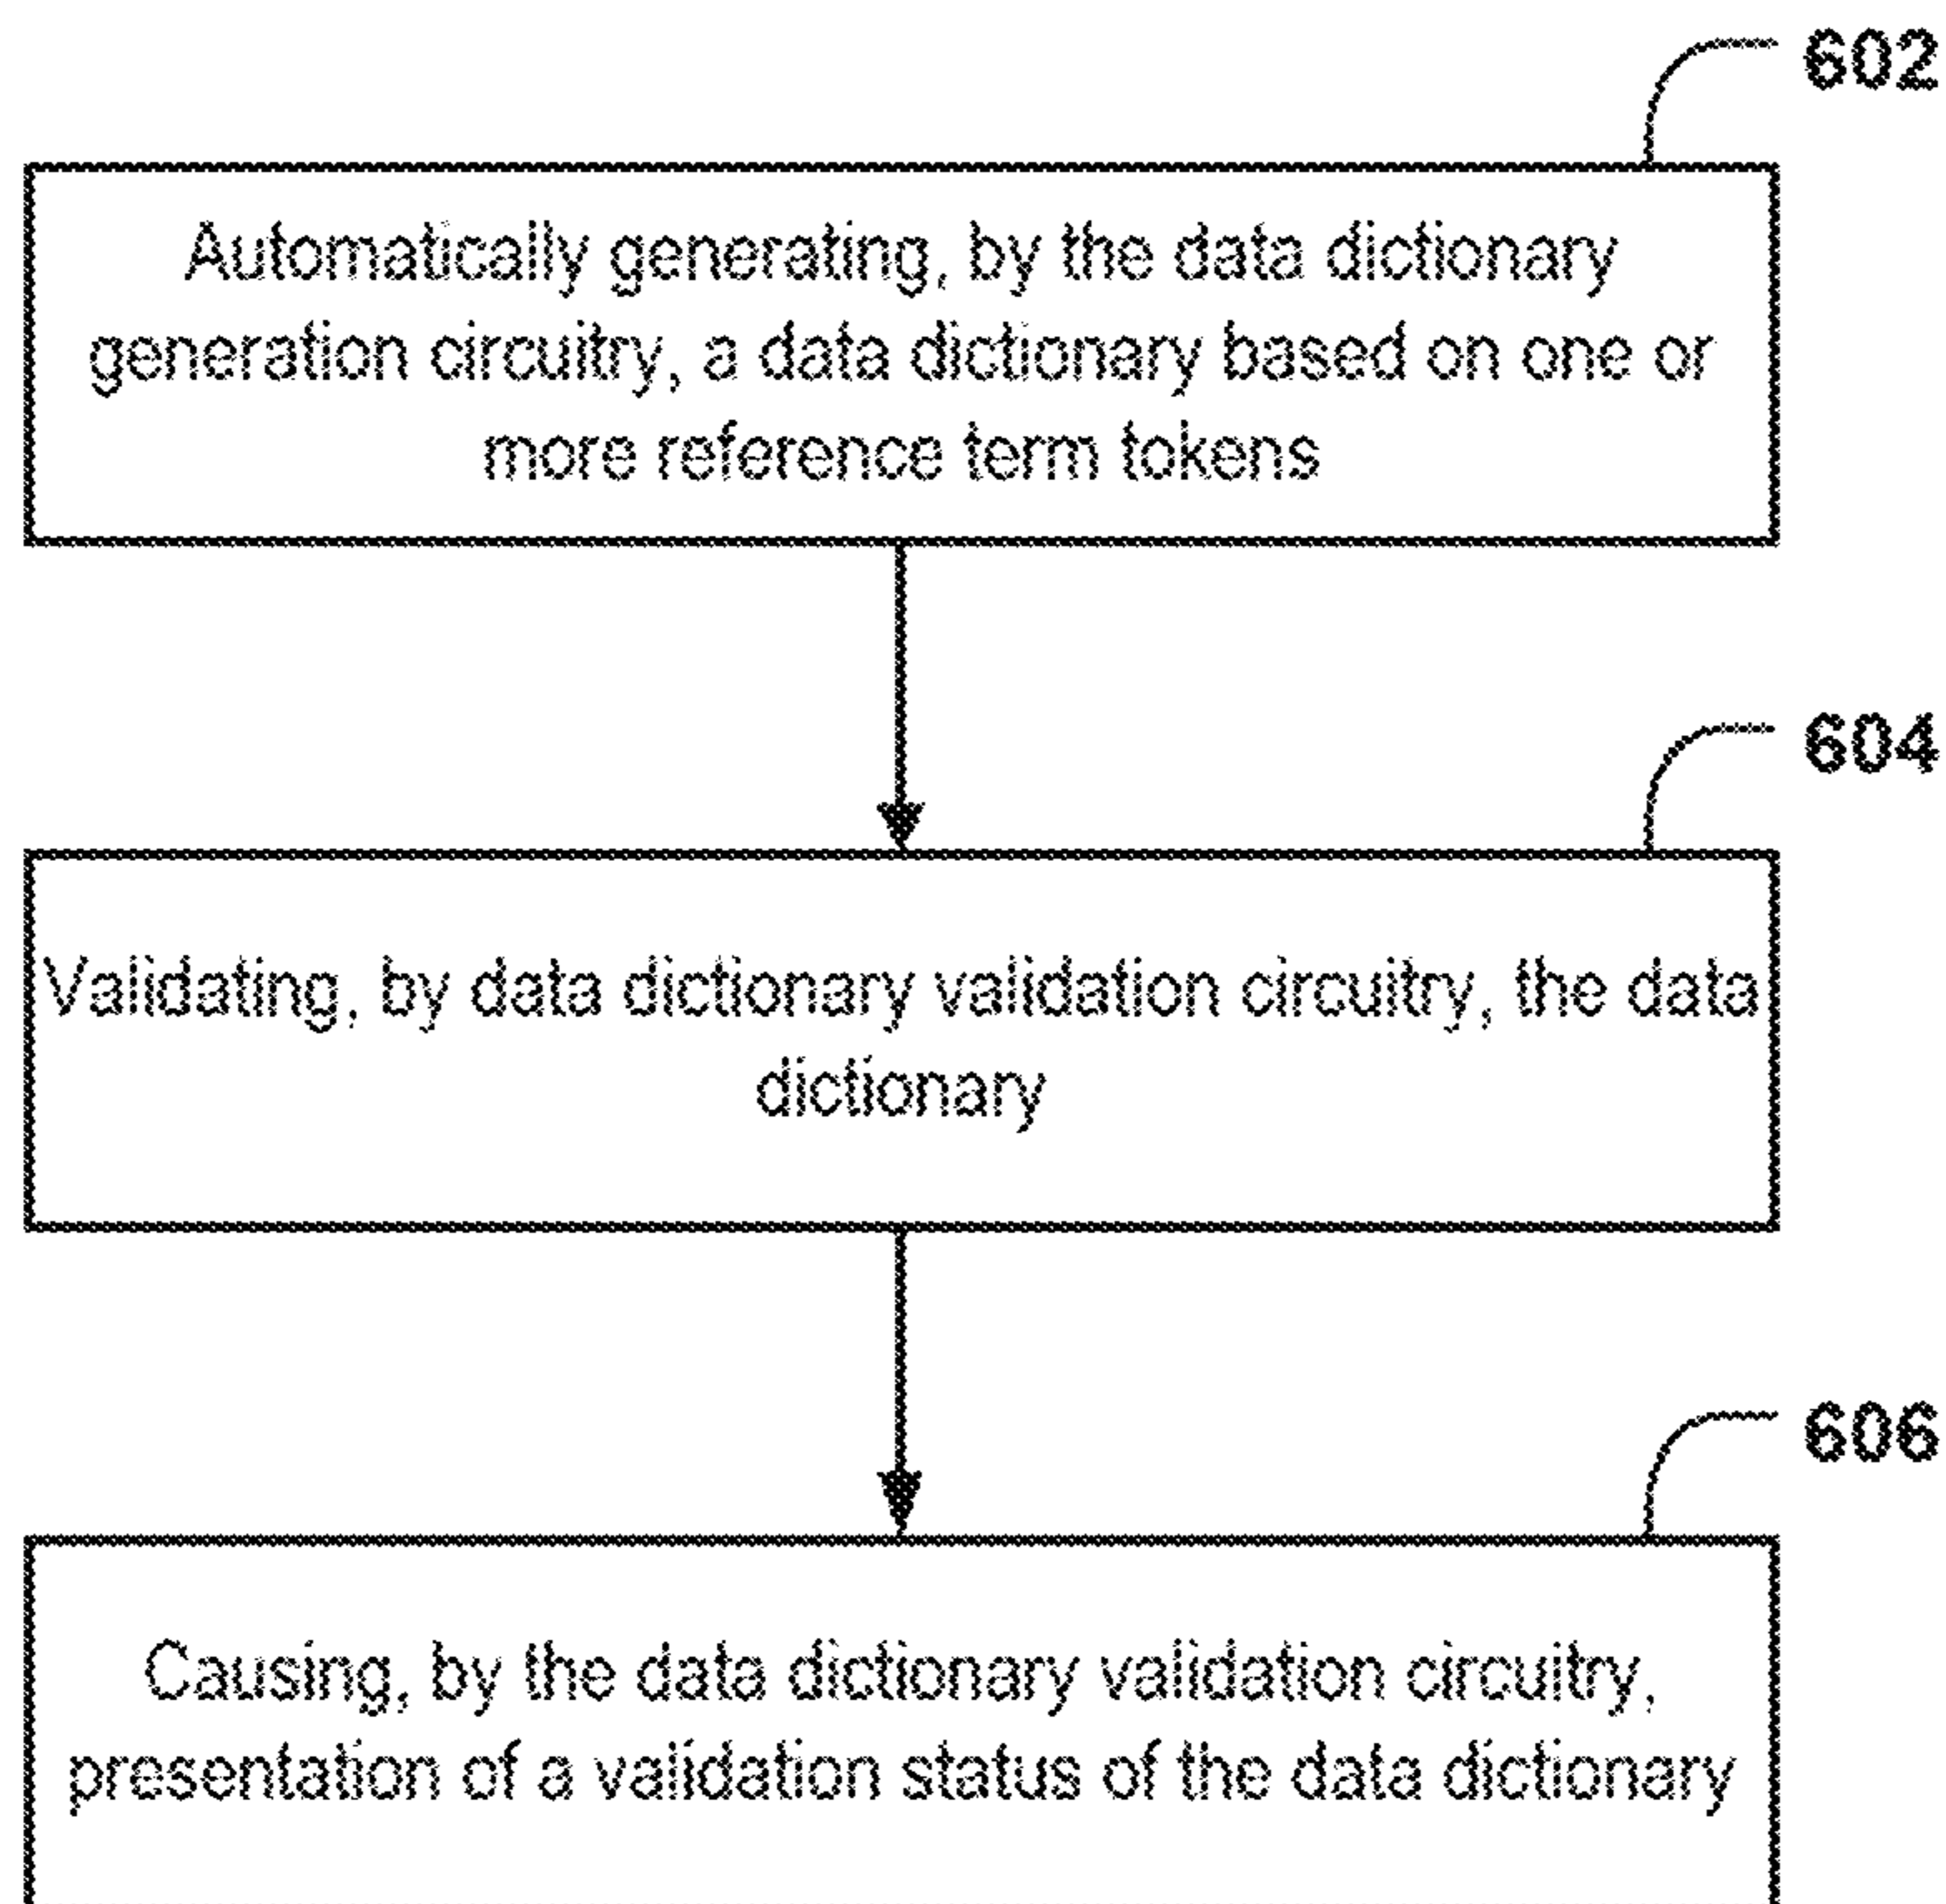 602
Automatically generating, by the data dictionary
generation circuitry, a data dictionary based on one or
more reference term tokens
604
Validating, by data dictionary validation circuitry, the data
dictionary
606
Causing, by the data dictionary validation circuitry,
presentation of a validation status of the data dictionary